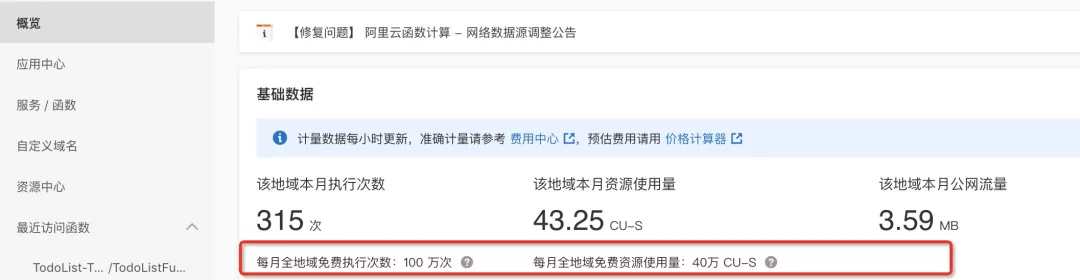 概览
应用中心
服务 / 函数
自定义域名
资源中心
最近访问函数
TodoList-T... /TodoListFu...
【修复问题】 阿里云函数计算 - 网络数据源调整公告
基础数据
计量数据每小时更新，准确计量请参考 费用中心 ，预估费用请用 价格计算器
该地域本月执行次数 该地域本月资源使用量 该地域本月公网流量
315 次 43.25 CU-S 3.59 MB
每月全地域免费执行次数：100 万次 每月全地域免费资源使用量：40万 CU-S